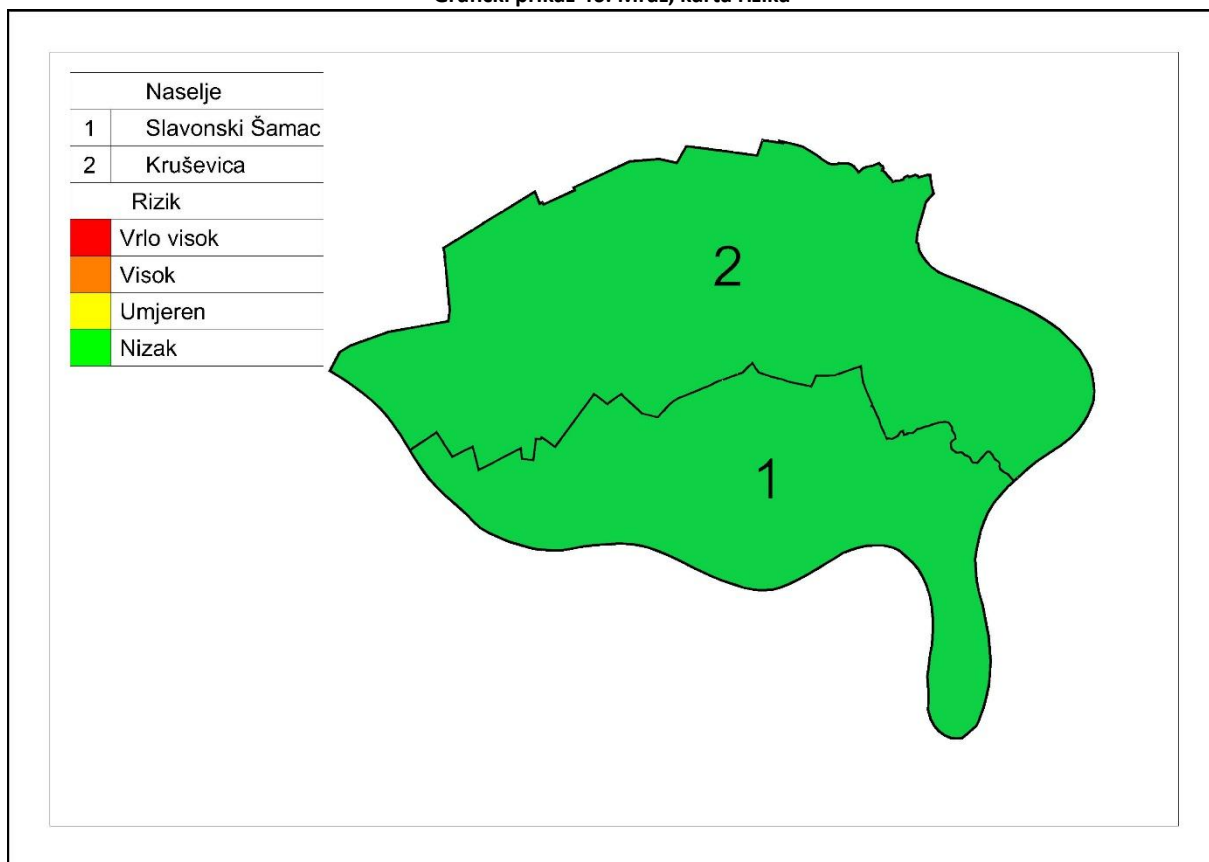 Naselje
1 Slavonski Šamac
2 Kruševica
Rizik
Vrlo visok
Visok
Umjeren
Nizak
2
1